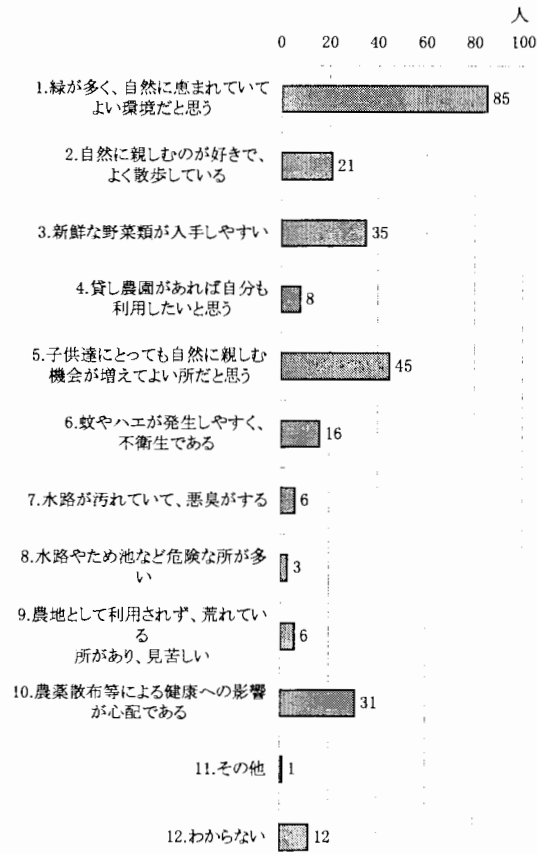 人
0 20 40 60 80 100
1.緑が多く、自然に恵まれていて
よい環境だと思う
85
2.自然に親しむのが好きで、
よく散歩している
21
3.新鮮な野菜類が入手しやすい
35
4.貸し農園があれば自分も
利用したいと思う
8
5.子供達にとっても自然に親しむ
機会が増えてよい所だと思う
45
6.蚊やハエが発生しやすく、
不衛生である
16
7.水路が汚れていて、悪臭がする
6
8.水路やため池など危険な所が多
い
3
9.農地として利用されず、荒れてい
る
所があり、見苦しい
6
10.農薬散布等による健康への影響
が心配である
31
11.その他
1
12.わからない
12